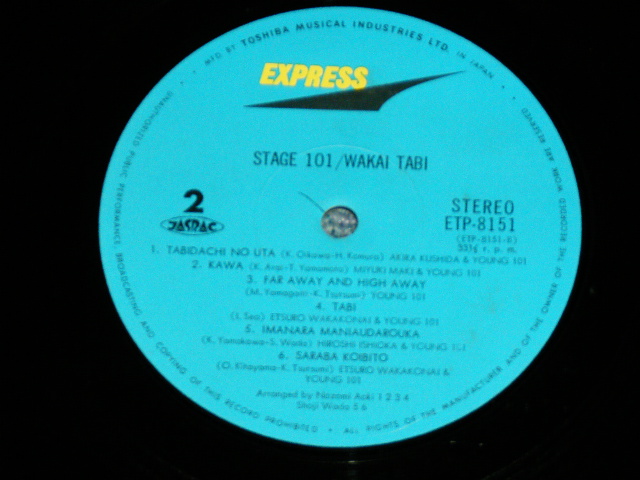 MFD BY TOSHIBA MUSICAL INDUSTRIES LTD. IN JAPAN
EXPRESS
STAGE 101/WAKAI TABI
2
JASRAC
STEREO
ETP-8151
(ETP-8151-B)
33⅓ r. p. m.
1. TABIDACHI NO UTA (K. Oikawa-H. Komuro) AKIRA KUSHIDA & YOUNG 101
2. KAWA (K. Arai-T. Yamamoto) MIYUKI MAKI & YOUNG 101
3. FAR AWAY AND HIGH AWAY
(M. Yamagami-K. Tsutsumi) YOUNG 101
4. TABI
(J. Sea) ETSURO WAKAKONAI & YOUNG 101
5. IMANARA MANIAUDAROUKA
(K. Yamakawa-S. Wada) HIROSHI ISHIOKA & YOUNG 101
6. SARABA KOIBITO
(O. Kitayama-K. Tsutsumi) ETSURO WAKAKONAI &
YOUNG 101
Arranged by Nozomi Aoki 1 2 3 4
Shoji Wada 5 6
UNAUTHORIZED PUBLIC PERFORMANCE BROADCASTING AND COPYING OF THIS RECORD PROHIBITED • ALL RIGHTS OF THE MANUFACTURER AND OF THE OWNER OF THE RECORDED WORK ARE RESERVED